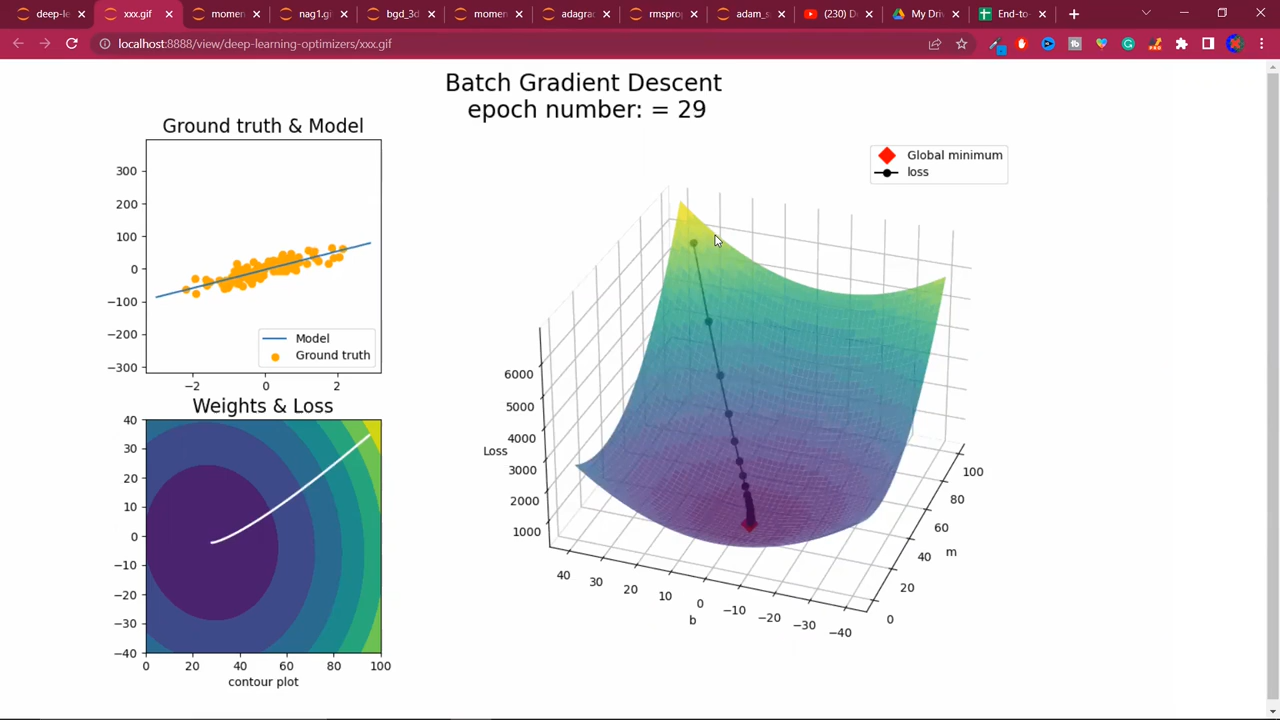 deep-le
xxx.gif
momen
nag1.gif
bgd_3d
momen
adagra
rmsprop
adam_s
(230) D
My Driv
End-to-
localhost:8888/view/deep-learning-optimizers/xxx.gif
Batch Gradient Descent
epoch number: = 29
Ground truth & Model
300
200
100
0
−100
−200
−300
Model
Ground truth
−2
0
2
Weights & Loss
40
30
20
10
0
−10
−20
−30
−40
0
20
40
60
80
100
contour plot
Global minimum
loss
Loss
6000
5000
4000
3000
2000
1000
40
30
20
10
0
−10
−20
−30
−40
b
0
20
40
60
80
100
m